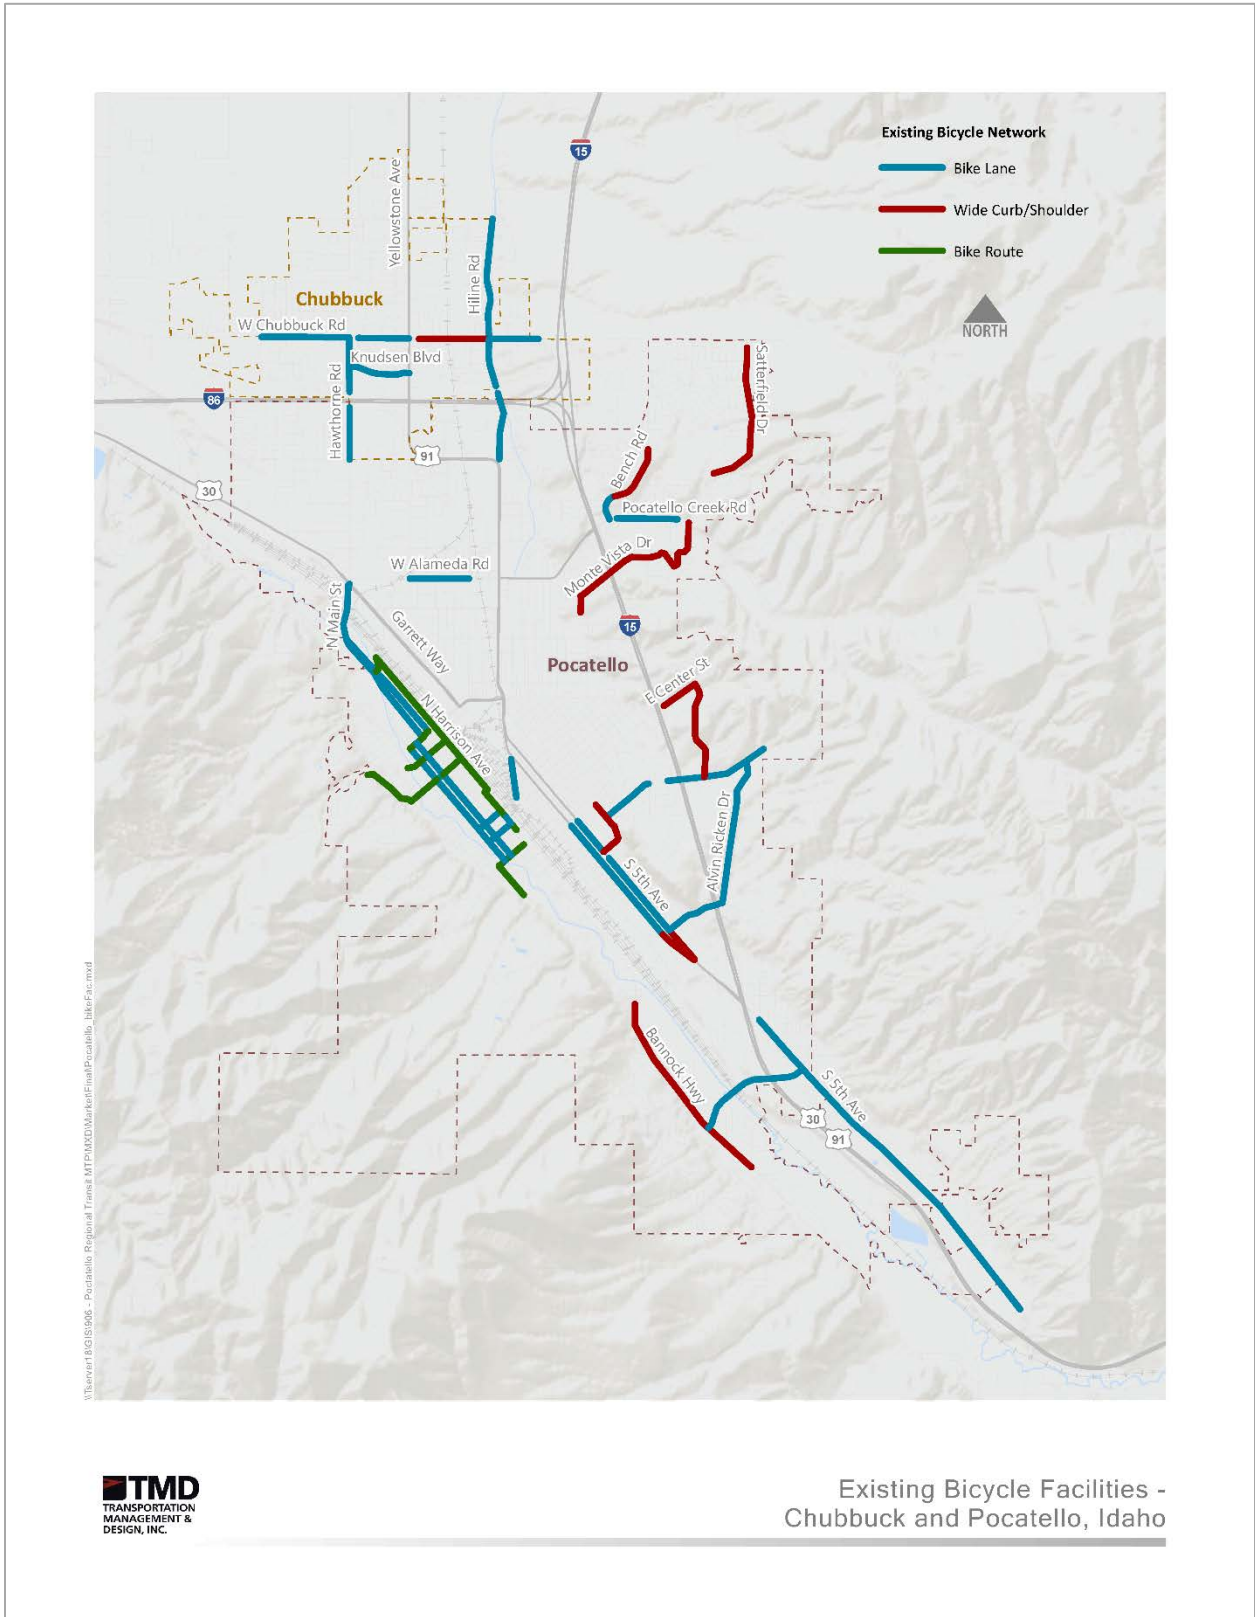 Existing Bicycle Network
Bike Lane
Wide Curb/Shoulder
Bike Route
NORTH
15
Yellowstone Ave
Hiline Rd
Chubbuck
W Chubbuck Rd
Knudsen Blvd
Hawthorne Rd
86
91
30
Satterfield Dr
Bench Rd
Pocatello Creek Rd
Monte Vista Dr
W Alameda Rd
N Main St
Garrett Way
15
Pocatello
E Center St
N Harrison Ave
Alvin Ricken Dr
S 5th Ave
Bannock Hwy
S 5th Ave
30
91
TMD
TRANSPORTATION
MANAGEMENT &
DESIGN, INC.
Existing Bicycle Facilities -
Chubbuck and Pocatello, Idaho